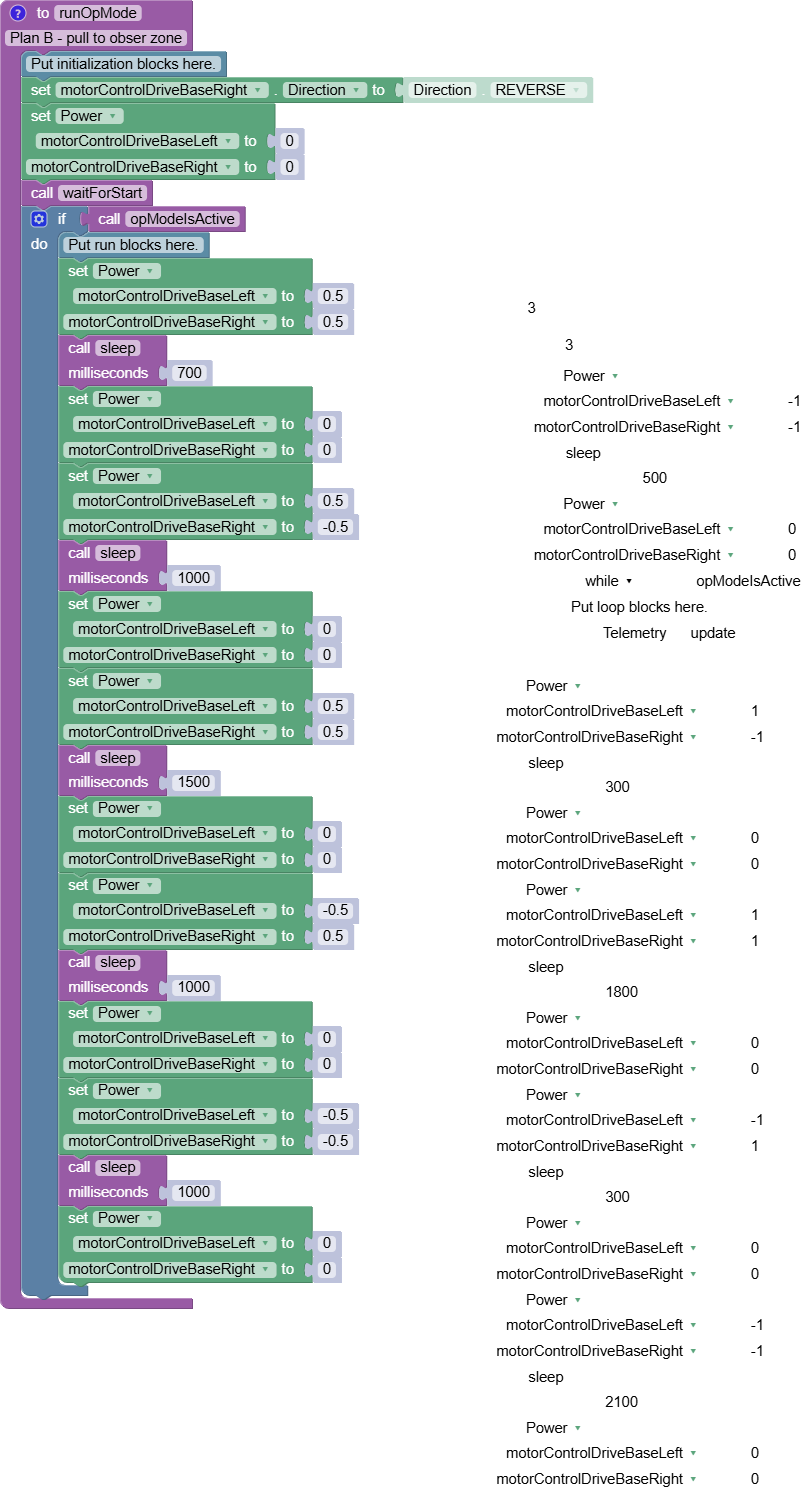 ? to runOpMode
Plan B - pull to obser zone
Put initialization blocks here.
set motorControlDriveBaseRight . Direction to Direction . REVERSE
set Power
motorControlDriveBaseLeft to 0
motorControlDriveBaseRight to 0
call waitForStart
if call opModeIsActive
do Put run blocks here.
set Power
motorControlDriveBaseLeft to 0.5
motorControlDriveBaseRight to 0.5
call sleep
milliseconds 700
set Power
motorControlDriveBaseLeft to 0
motorControlDriveBaseRight to 0
set Power
motorControlDriveBaseLeft to 0.5
motorControlDriveBaseRight to -0.5
call sleep
milliseconds 1000
set Power
motorControlDriveBaseLeft to 0
motorControlDriveBaseRight to 0
set Power
motorControlDriveBaseLeft to 0.5
motorControlDriveBaseRight to 0.5
call sleep
milliseconds 1500
set Power
motorControlDriveBaseLeft to 0
motorControlDriveBaseRight to 0
set Power
motorControlDriveBaseLeft to -0.5
motorControlDriveBaseRight to 0.5
call sleep
milliseconds 1000
set Power
motorControlDriveBaseLeft to 0
motorControlDriveBaseRight to 0
set Power
motorControlDriveBaseLeft to -0.5
motorControlDriveBaseRight to -0.5
call sleep
milliseconds 1000
set Power
motorControlDriveBaseLeft to 0
motorControlDriveBaseRight to 0
3
3
Power
motorControlDriveBaseLeft -1
motorControlDriveBaseRight -1
sleep
500
Power
motorControlDriveBaseLeft 0
motorControlDriveBaseRight 0
while opModeIsActive
Put loop blocks here.
Telemetry update
Power
motorControlDriveBaseLeft 1
motorControlDriveBaseRight -1
sleep
300
Power
motorControlDriveBaseLeft 0
motorControlDriveBaseRight 0
Power
motorControlDriveBaseLeft 1
motorControlDriveBaseRight 1
sleep
1800
Power
motorControlDriveBaseLeft 0
motorControlDriveBaseRight 0
Power
motorControlDriveBaseLeft -1
motorControlDriveBaseRight 1
sleep
300
Power
motorControlDriveBaseLeft 0
motorControlDriveBaseRight 0
Power
motorControlDriveBaseLeft -1
motorControlDriveBaseRight -1
sleep
2100
Power
motorControlDriveBaseLeft 0
motorControlDriveBaseRight 0